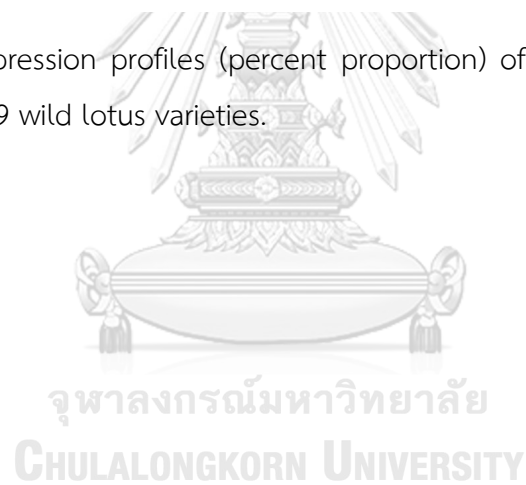 pression profiles (percent proportion) of
9 wild lotus varieties.
จุฬาลงกรณ์มหาวิทยาลัย
CHULALONGKORN UNIVERSITY